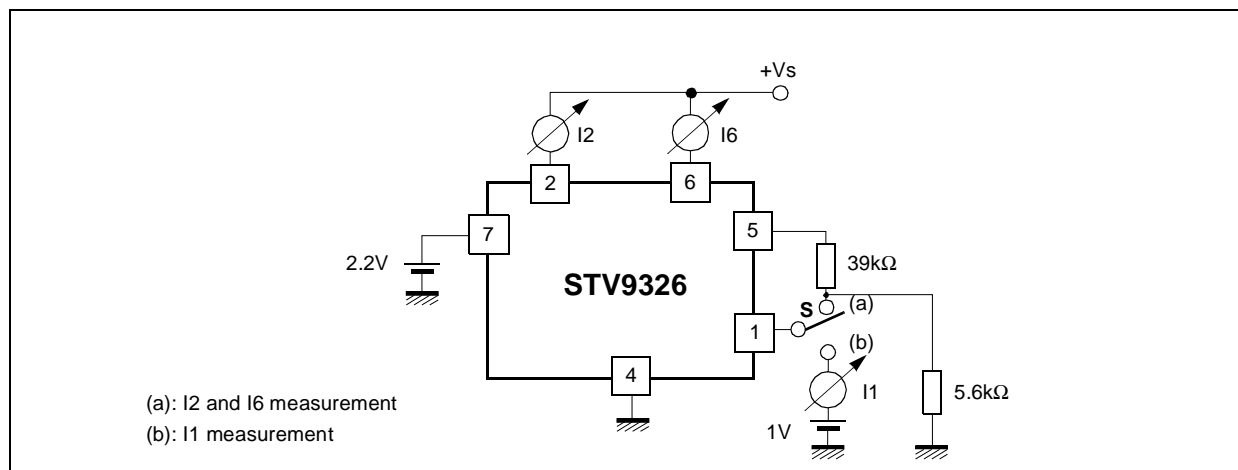 +Vs
I2
I6
2
6
7
5
2.2V
39kΩ
STV9326
S
(a)
1
(b)
4
I1
5.6kΩ
(a): I2 and I6 measurement
1V
(b): I1 measurement